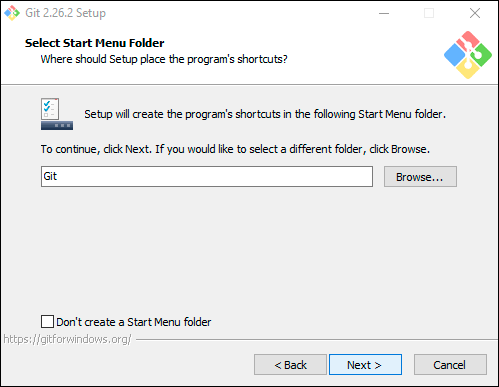 Git 2.26.2 Setup
Select Start Menu Folder
Where should Setup place the program's shortcuts?
Setup will create the program's shortcuts in the following Start Menu folder.
To continue, click Next. If you would like to select a different folder, click Browse.
Git
Browse...
Don't create a Start Menu folder
https://gitforwindows.org/
< Back
Next >
Cancel